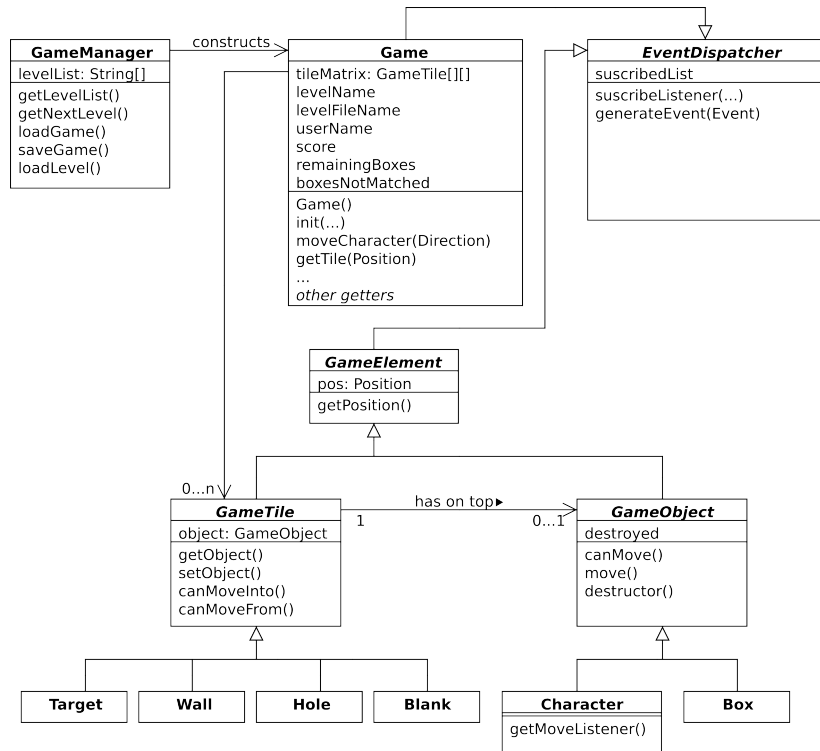 GameManager
levelList: String[]
getLevelList()
getNextLevel()
loadGame()
saveGame()
loadLevel()
constructs
Game
tileMatrix: GameTile[][]
levelName
levelFileName
userName
score
remainingBoxes
boxesNotMatched
Game()
init(...)
moveCharacter(Direction)
getTile(Position)
...
other getters
EventDispatcher
suscribedList
suscribeListener(...)
generateEvent(Event)
GameElement
pos: Position
getPosition()
0...n
GameTile
object: GameObject
getObject()
setObject()
canMoveInto()
canMoveFrom()
has on top
1
0...1
GameObject
destroyed
canMove()
move()
destructor()
Target
Wall
Hole
Blank
Character
getMoveListener()
Box